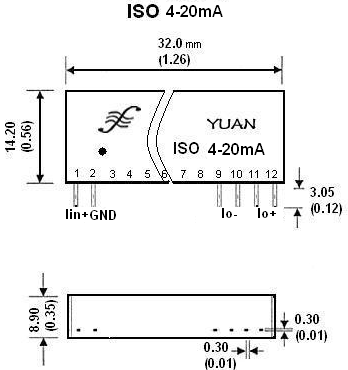 ISO 4-20mA
32.0 mm
(1.26)
14.20
(0.56)
YUAN
ISO 4-20mA
1 2 3 4 5 6 7 8 9 10 11 12
Iin+ GND Io- Io+
3.05
(0.12)
8.90
(0.35)
0.30
(0.01)
0.30
(0.01)